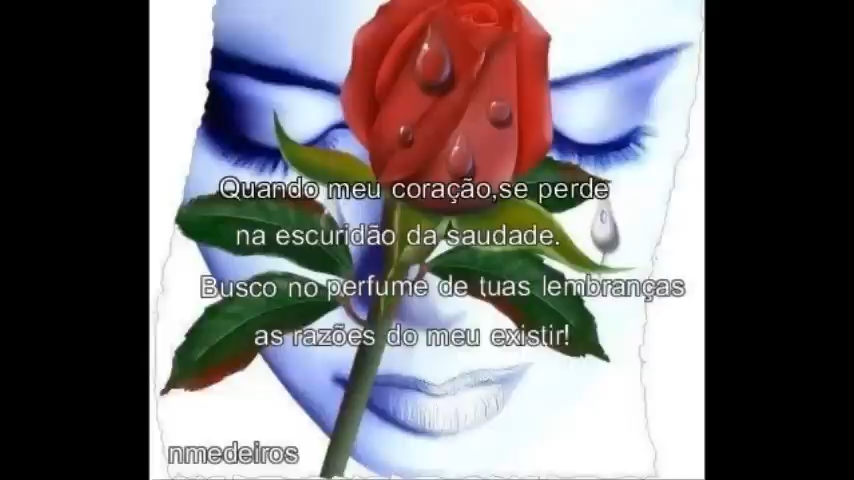 Quando meu coração,se perde
na escuridão da saudade.
Busco no perfume de tuas lembranças
as razões do meu existir!
nmedeiros